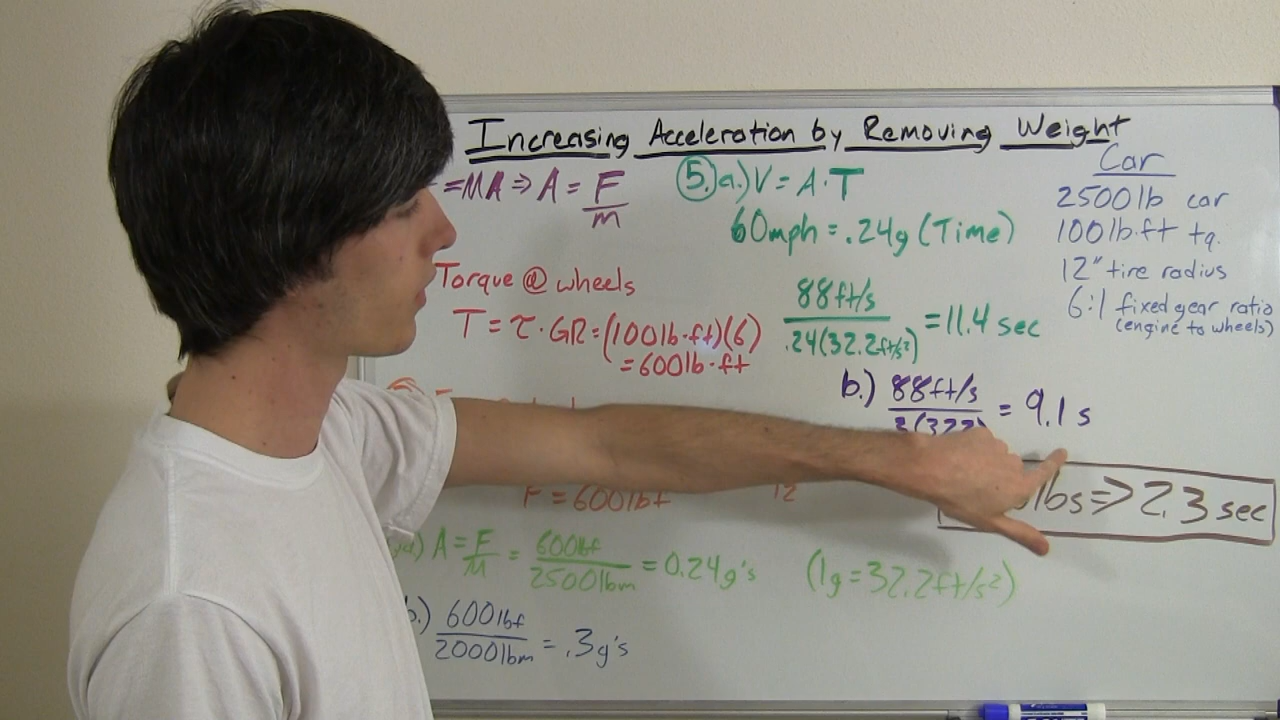 Increasing Acceleration by Removing Weight
=MA ⇒ A = F/m
Torque @ wheels
T = τ · GR = (100lb·ft)(6)
= 600lb·ft
F = 600lbf
12
A = F/M = 600lbf/2500lbm = 0.24g's
(1g = 32.2ft/s²)
b.) 600lbf/2000lbm = .3g's
5. a.) V = A · T
60mph = .24g (Time)
88ft/s / .24(32.2ft/s²) = 11.4 sec
b.) 88ft/s / .3(32.2) = 9.1 s
lbs ⇒ 2.3 sec
Car
2500lb car
100lb·ft tq.
12" tire radius
6:1 fixed gear ratio
(engine to wheels)